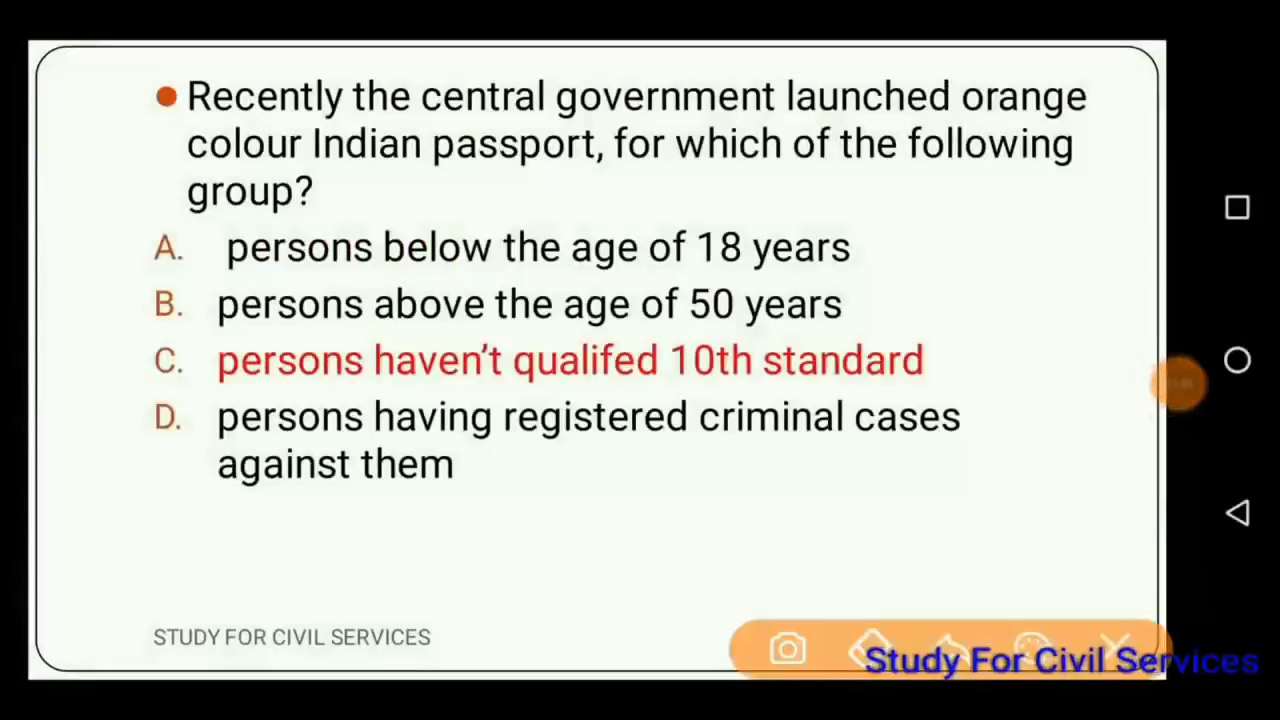 Recently the central government launched orange
colour Indian passport, for which of the following
group?
A. persons below the age of 18 years
B. persons above the age of 50 years
C. persons haven't qualifed 10th standard
D. persons having registered criminal cases
against them
STUDY FOR CIVIL SERVICES
Study For Civil Services